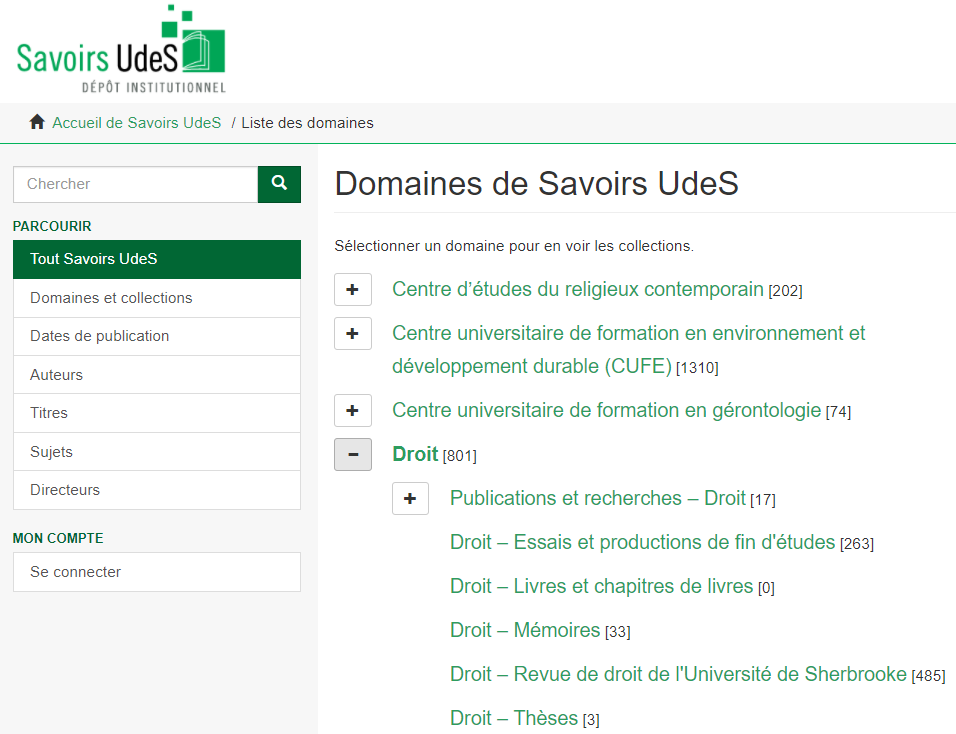 Savoirs UdeS
DÉPÔT INSTITUTIONNEL
Accueil de Savoirs UdeS / Liste des domaines
Chercher
PARCOURIR
Tout Savoirs UdeS
Domaines et collections
Dates de publication
Auteurs
Titres
Sujets
Directeurs
MON COMPTE
Se connecter
Domaines de Savoirs UdeS
Sélectionner un domaine pour en voir les collections.
Centre d’études du religieux contemporain [202]
Centre universitaire de formation en environnement et
développement durable (CUFE) [1310]
Centre universitaire de formation en gérontologie [74]
Droit [801]
Publications et recherches – Droit [17]
Droit – Essais et productions de fin d'études [263]
Droit – Livres et chapitres de livres [0]
Droit – Mémoires [33]
Droit – Revue de droit de l'Université de Sherbrooke [485]
Droit – Thèses [3]